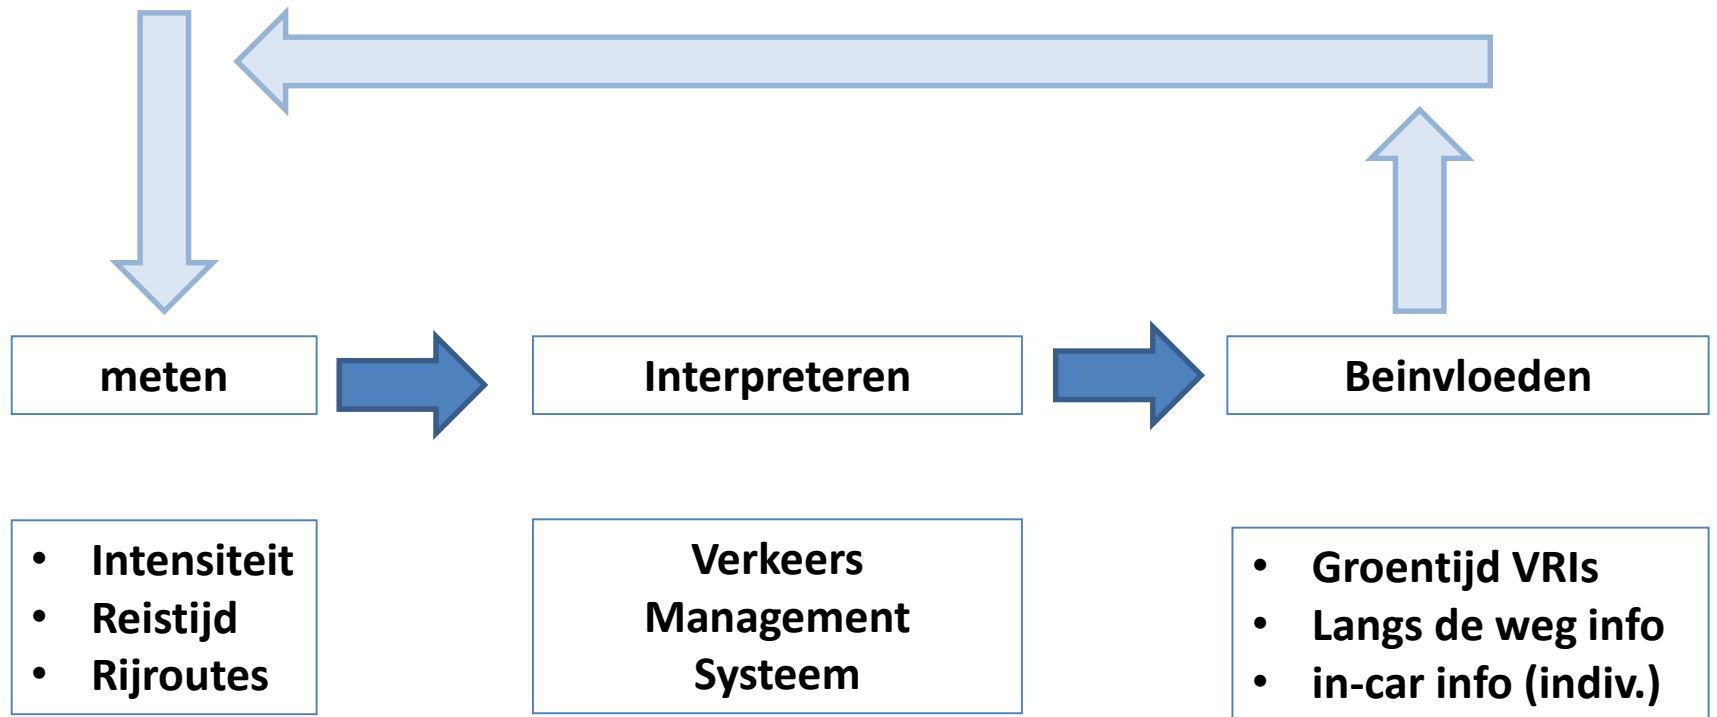 meten
Interpreteren
Beinvloeden
• Intensiteit
• Reistijd
• Rijroutes
Verkeers
Management
Systeem
• Groentijd VRIs
• Langs de weg info
• in-car info (indiv.)